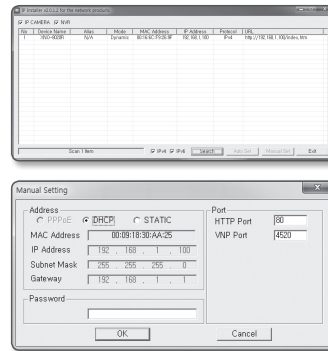 IP Installer v2.0.1.2 for the network products
IP CAMERA NVR
No Device Name Alias Mode MAC Address IP Address Protocol URL
1 N/A Dynamic 192,168,1,100 IPv4 http://192,168,1,100/index,htm
Scan 1 Item IPv4 IPv6 Search Auto Set Manual Set Exit
Manual Setting
Address
PPPoE DHCP STATIC
MAC Address 00:09:18:30:AA:25
IP Address 192 . 168 . 1 . 100
Subnet Mask 255 . 255 . 255 . 0
Gateway 192 . 168 . 1 . 1
Password
Port
HTTP Port 80
VNP Port 4520
OK Cancel